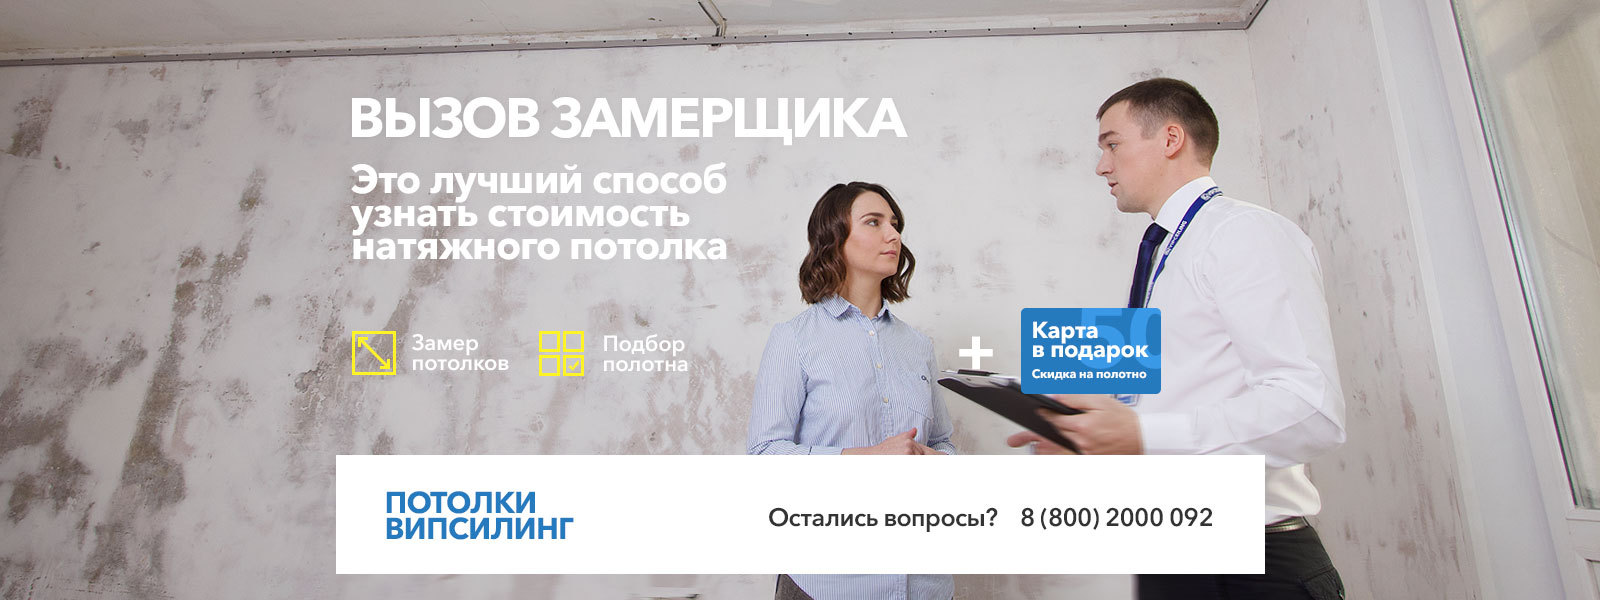 ВЫЗОВ ЗАМЕРЩИКА
Это лучший способ
узнать стоимость
натяжного потолка
Замер
потолков
Подбор
полотна
+
50
Карта
в подарок
Скидка на полотно
ПОТОЛКИ
ВИПСИЛИНГ
Остались вопросы? 8 (800) 2000 092